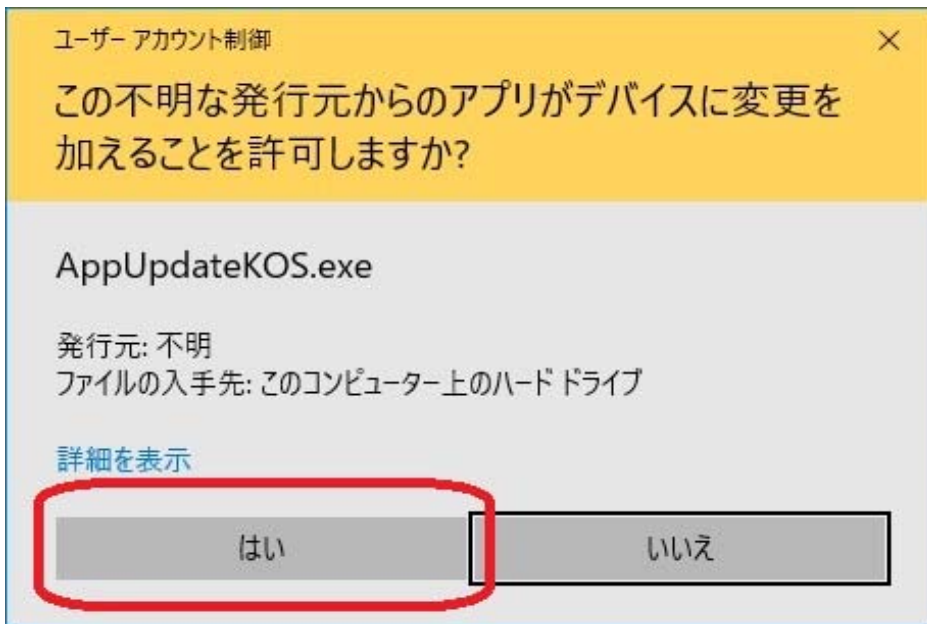 ユーザー アカウント制御
この不明な発行元からのアプリがデバイスに変更を
加えることを許可しますか?
AppUpdateKOS.exe
発行元: 不明
ファイルの入手先: このコンピューター上のハード ドライブ
詳細を表示
はい
いいえ